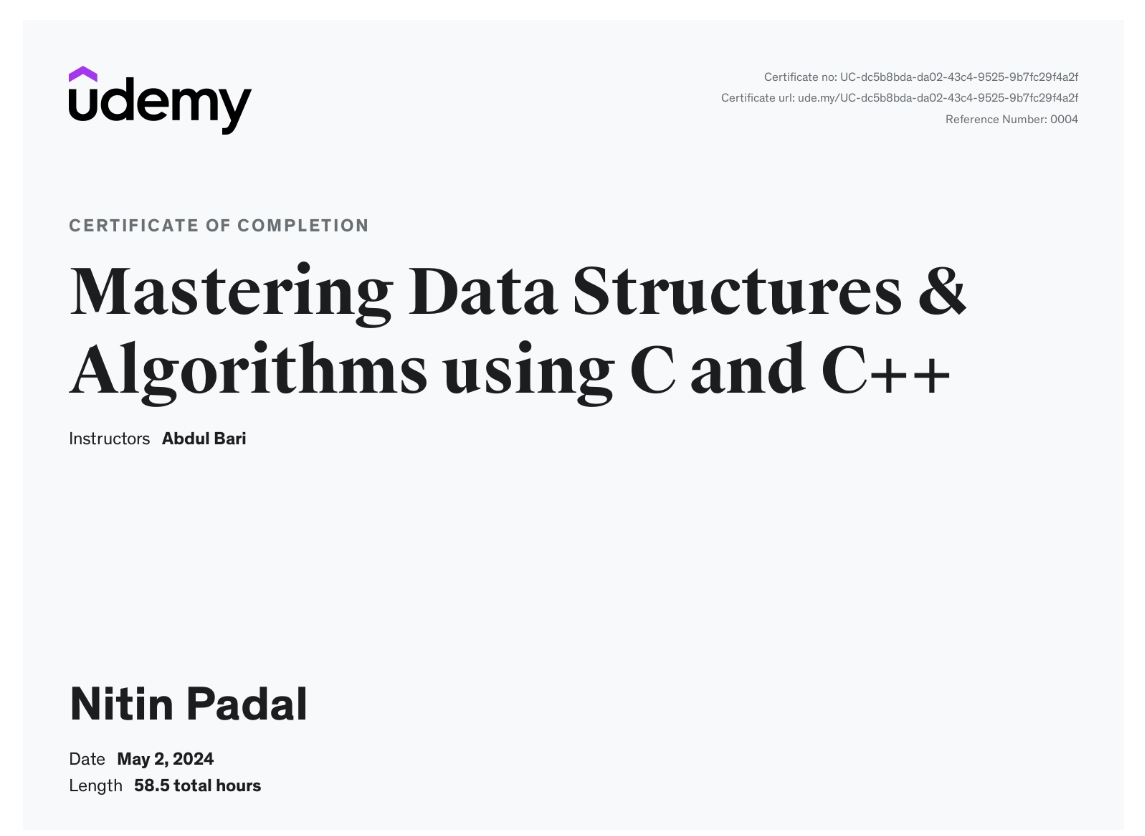 udemy
Certificate no: UC-dc5b8bda-da02-43c4-9525-9b7fc29f4a2f
Certificate url: ude.my/UC-dc5b8bda-da02-43c4-9525-9b7fc29f4a2f
Reference Number: 0004
CERTIFICATE OF COMPLETION
Mastering Data Structures &
Algorithms using C and C++
Instructors Abdul Bari
Nitin Padal
Date May 2, 2024
Length 58.5 total hours